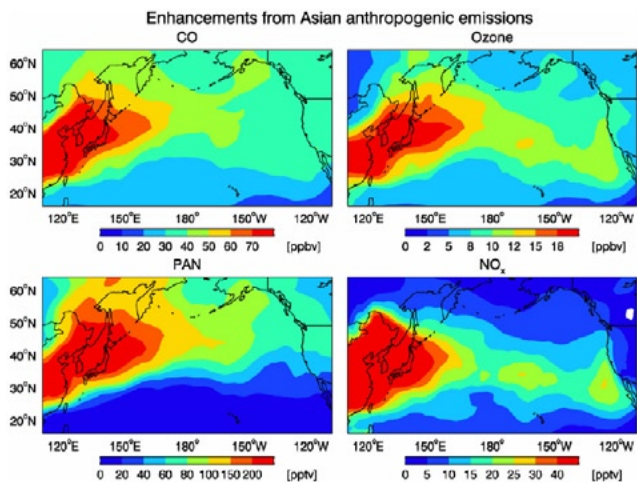 Enhancements from Asian anthropogenic emissions
CO
Ozone
60°N
50°N
40°N
30°N
20°N
120°E 150°E 180° 150°W 120°W
120°E 150°E 180° 150°W 120°W
0 10 20 30 40 50 60 70 [ppbv]
0 2 5 8 10 12 15 18 [ppbv]
PAN
NOx
60°N
50°N
40°N
30°N
20°N
120°E 150°E 180° 150°W 120°W
120°E 150°E 180° 150°W 120°W
0 20 40 60 80 100 150 200 [pptv]
0 5 10 15 20 25 30 40 [pptv]